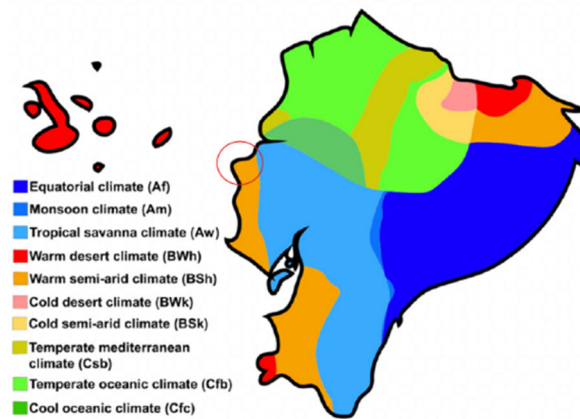 Equatorial climate (Af)
Monsoon climate (Am)
Tropical savanna climate (Aw)
Warm desert climate (BWh)
Warm semi-arid climate (BSh)
Cold desert climate (BWk)
Cold semi-arid climate (BSk)
Temperate mediterranean
climate (Csb)
Temperate oceanic climate (Cfb)
Cool oceanic climate (Cfc)